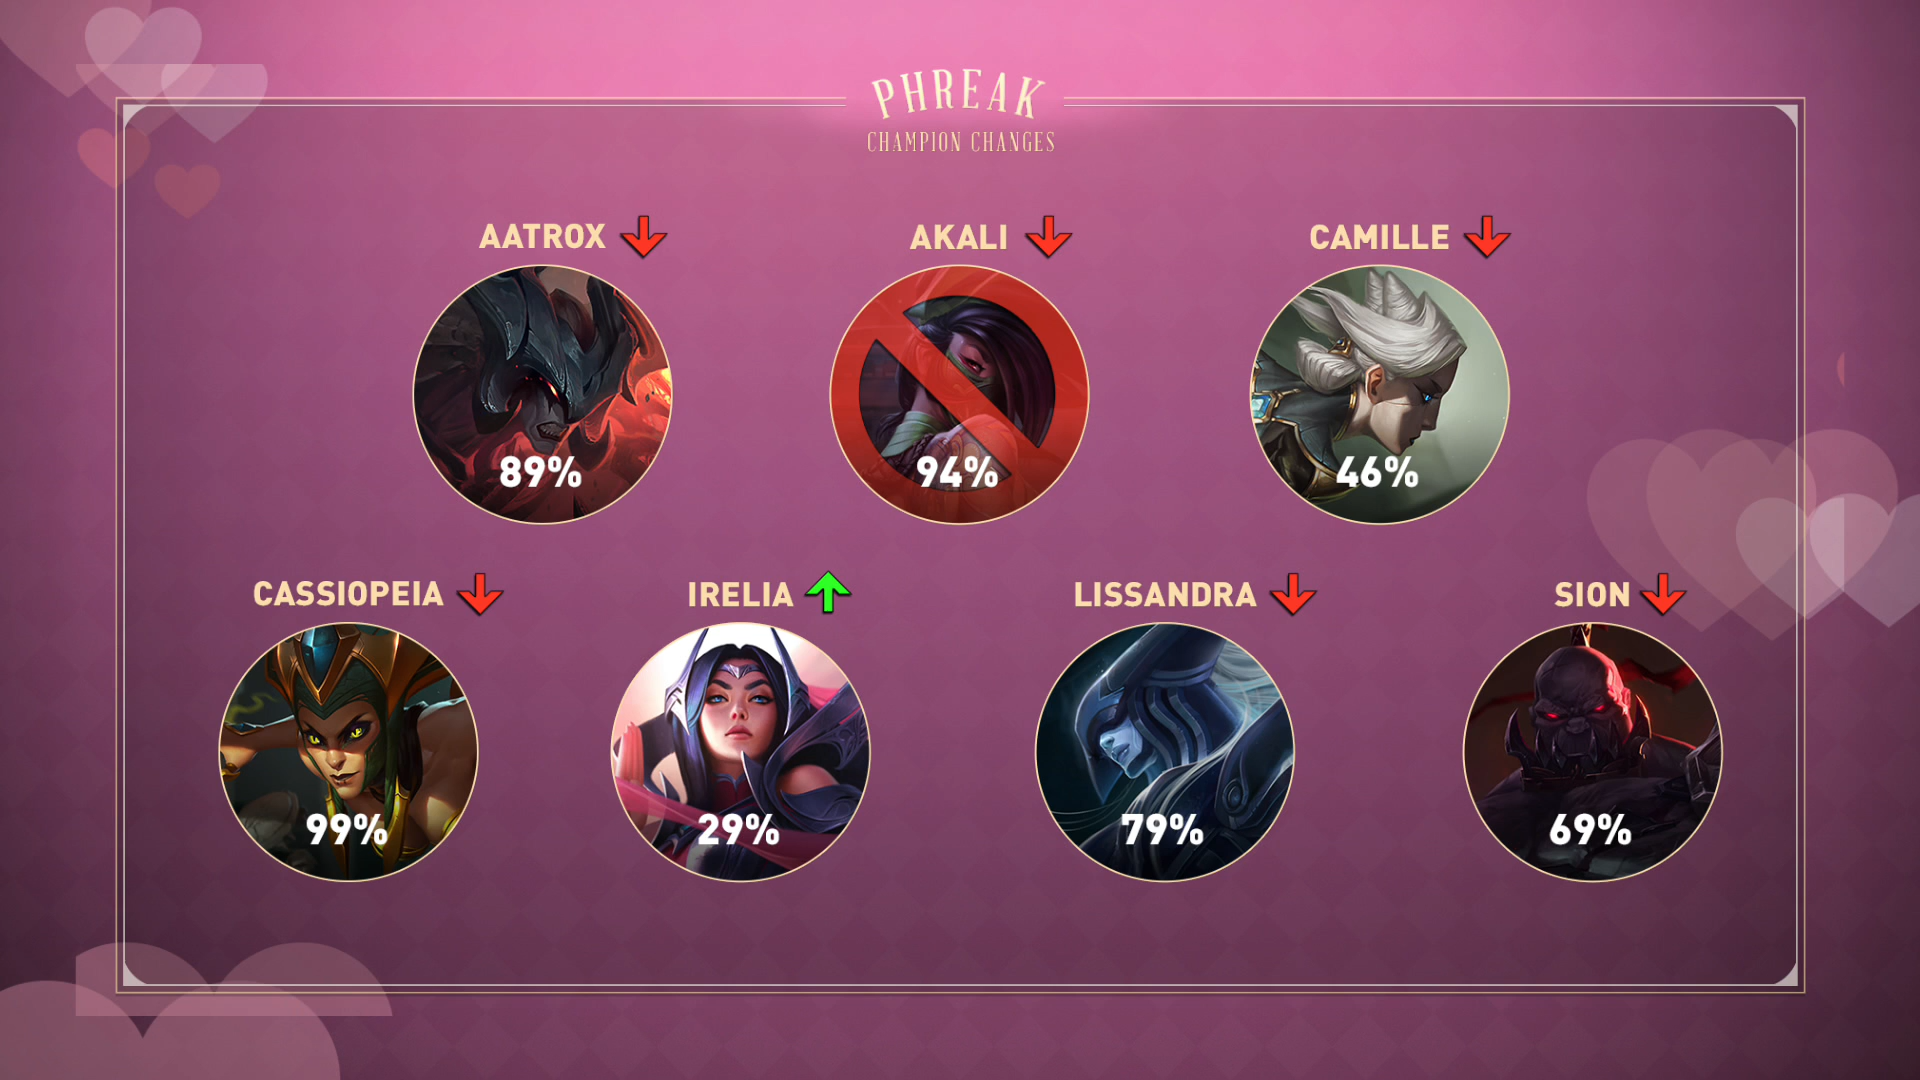 PHREAK
CHAMPION CHANGES
AATROX
AKALI
CAMILLE
89%
94%
46%
CASSIOPEIA
IRELIA
LISSANDRA
SION
99%
29%
79%
69%